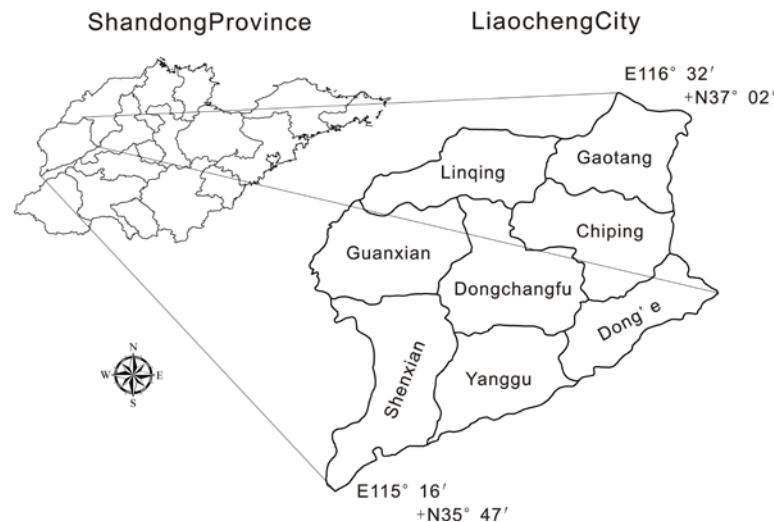 ShandongProvince
LiaochengCity
E116° 32′
+N37° 02′
Gaotang
Linqing
Chiping
Guanxian
Dongchangfu
Dong' e
Shenxian
Yanggu
N
W E
S
E115° 16′
+N35° 47′